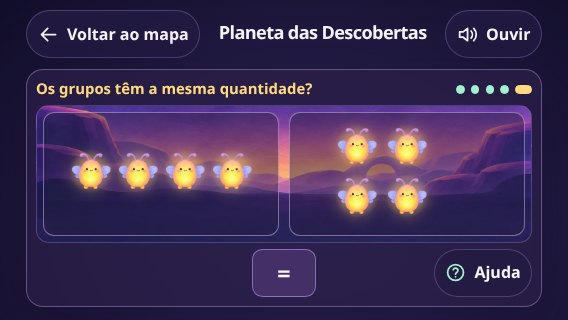 Voltar ao mapa
Planeta das Descobertas
Ouvir
Os grupos têm a mesma quantidade?
=
Ajuda